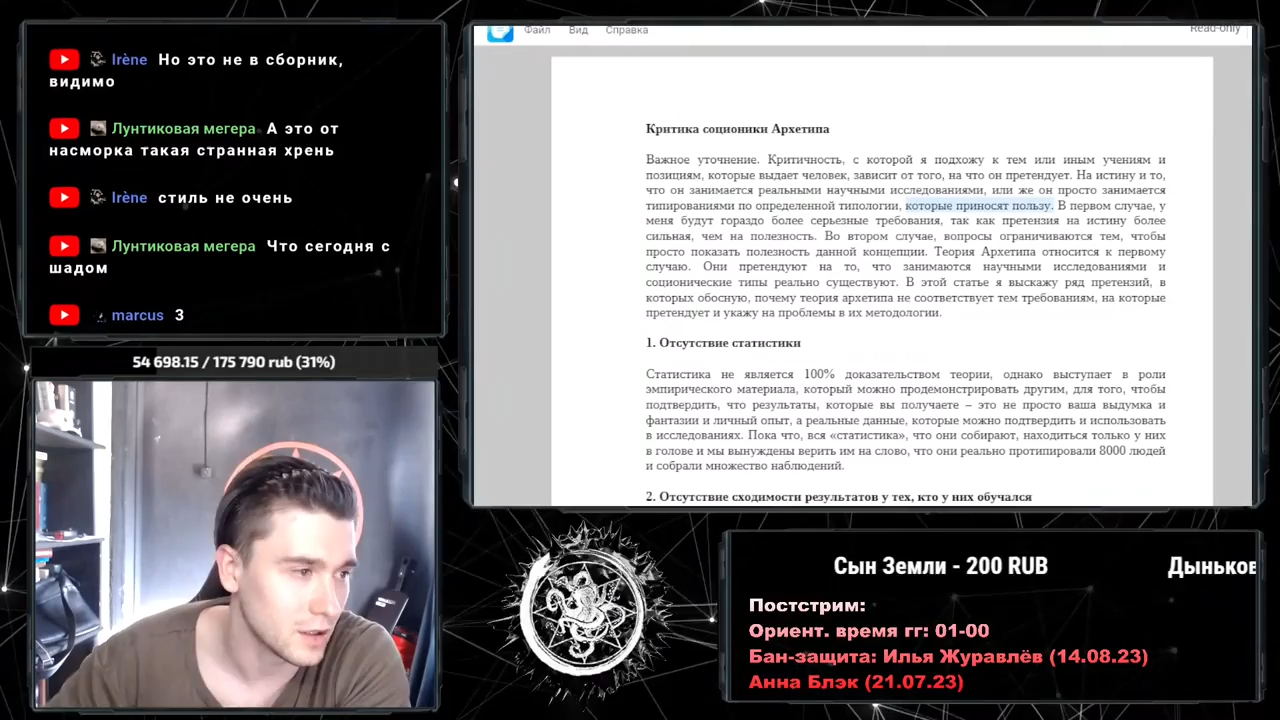 Irène Но это не в сборник,
видимо
Лунтиковая мегера А это от
насморка такая странная хрень
Irène стиль не очень
Лунтиковая мегера Что сегодня с
шадом
marcus 3
54 698.15 / 175 790 rub (31%)
Файл Вид Справка Read-only
Критика соционики Архетипа
Важное уточнение. Критичность, с которой я подхожу к тем или иным учениям и
позициям, которые выдает человек, зависит от того, на что он претендует. На истину и то,
что он занимается реальными научными исследованиями, или же он просто занимается
типированиями по определенной типологии, которые приносят пользу. В первом случае, у
меня будут гораздо более серьезные требования, так как претензия на истину более
сильная, чем на полезность. Во втором случае, вопросы ограничиваются тем, чтобы
просто показать полезность данной концепции. Теория Архетипа относится к первому
случаю. Они претендуют на то, что занимаются научными исследованиями и
соционические типы реально существуют. В этой статье я выскажу ряд претензий, в
которых обосную, почему теория архетипа не соответствует тем требованиям, на которые
претендует и укажу на проблемы в их методологии.
1. Отсутствие статистики
Статистика не является 100% доказательством теории, однако выступает в роли
эмпирического материала, который можно продемонстрировать другим, для того, чтобы
подтвердить, что результаты, которые вы получаете – это не просто ваша выдумка и
фантазии и личный опыт, а реальные данные, которые можно подтвердить и использовать
в исследованиях. Пока что, вся «статистика», что они собирают, находиться только у них
в голове и мы вынуждены верить им на слово, что они реально протипировали 8000 людей
и собрали множество наблюдений.
2. Отсутствие сходимости результатов у тех, кто у них обучался
Сын Земли - 200 RUB Дыньков
Постстрим:
Ориент. время гг: 01-00
Бан-защита: Илья Журавлёв (14.08.23)
Анна Блэк (21.07.23)